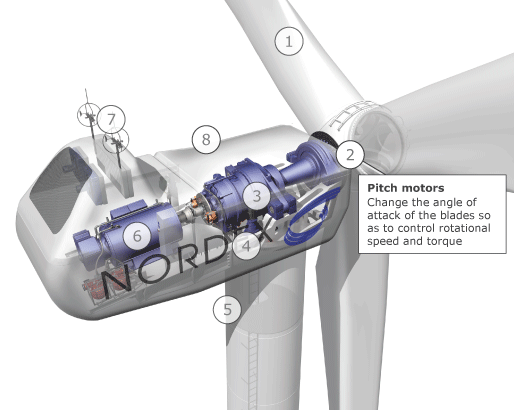 1
7
8
2
Pitch motors
Change the angle of
attack of the blades so
as to control rotational
speed and torque
3
6
4
NORDEX
5